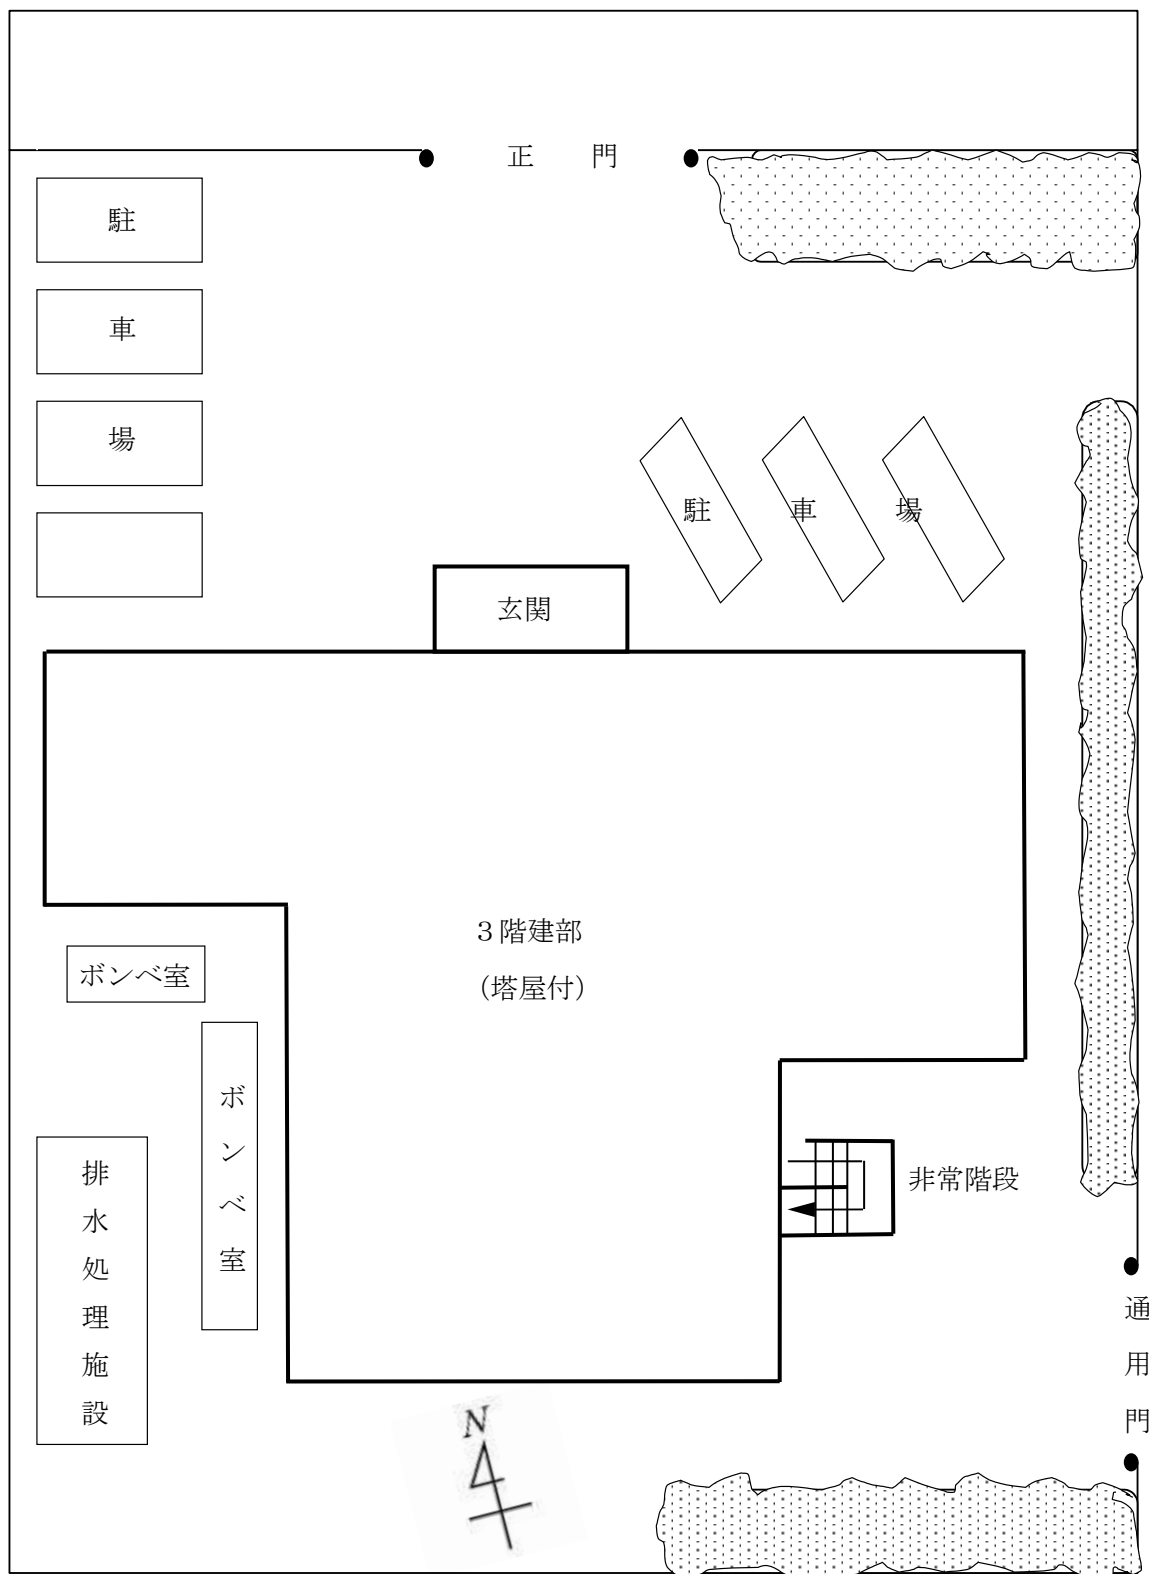 正　　門
駐
車
場
駐　　車　　場
玄関
３階建部
（塔屋付）
ボンベ室
ボンベ室
排水処理施設
非常階段
通用門
N